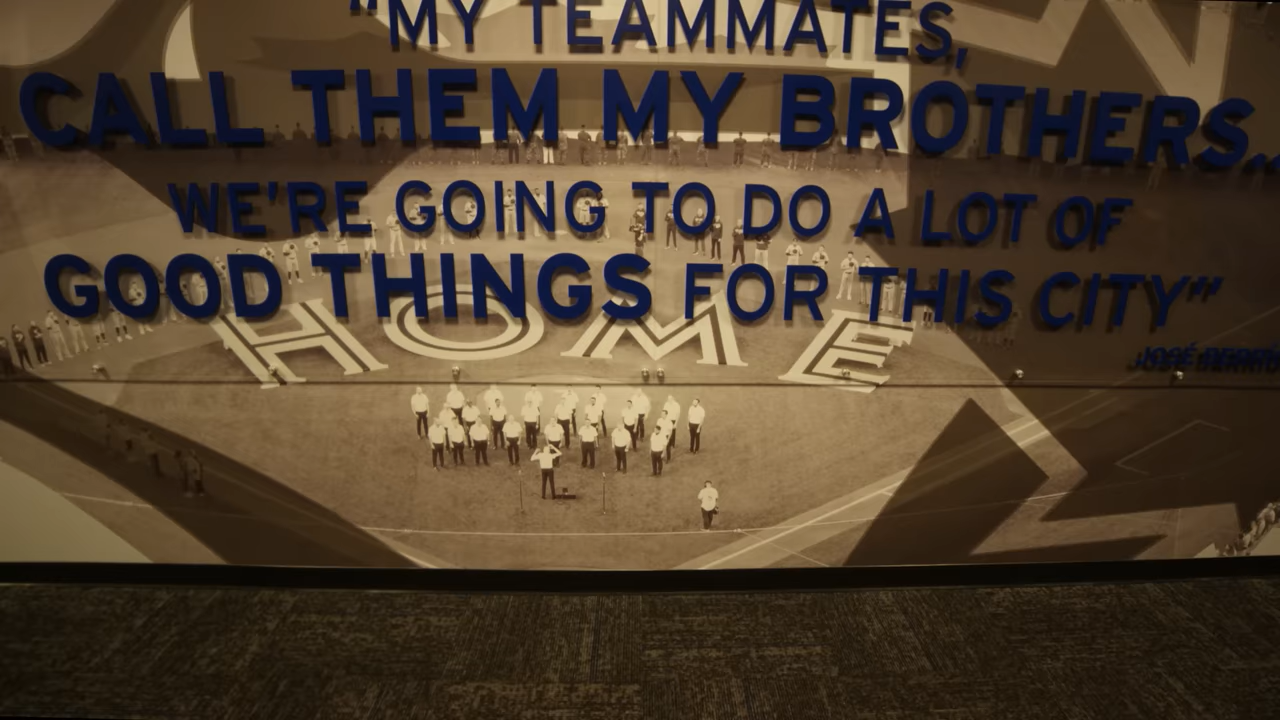 “MY TEAMMATES,
CALL THEM MY BROTHERS...
WE'RE GOING TO DO A LOT OF
GOOD THINGS FOR THIS CITY”
JOSÉ
HOME